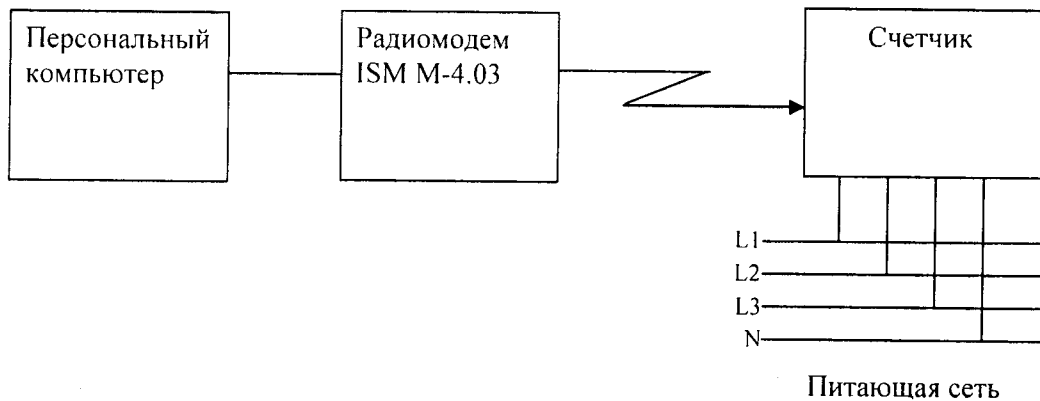 Персональный
компьютер
Радиомодем
ISM М-4.03
Счетчик
L1
L2
L3
N
Питающая сеть